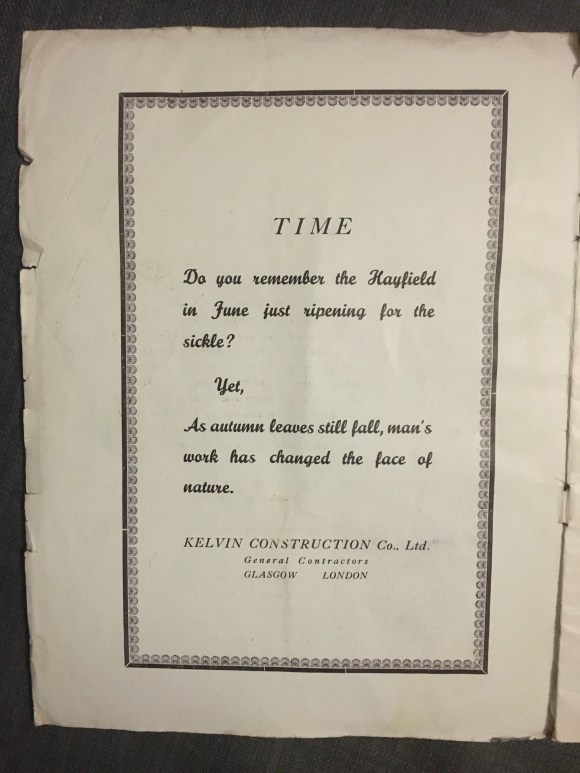 TIME
Do you remember the Hayfield
in June just ripening for the
sickle?
Yet,
As autumn leaves still fall, man's
work has changed the face of
nature.
KELVIN CONSTRUCTION Co., Ltd.
General Contractors
GLASGOW LONDON